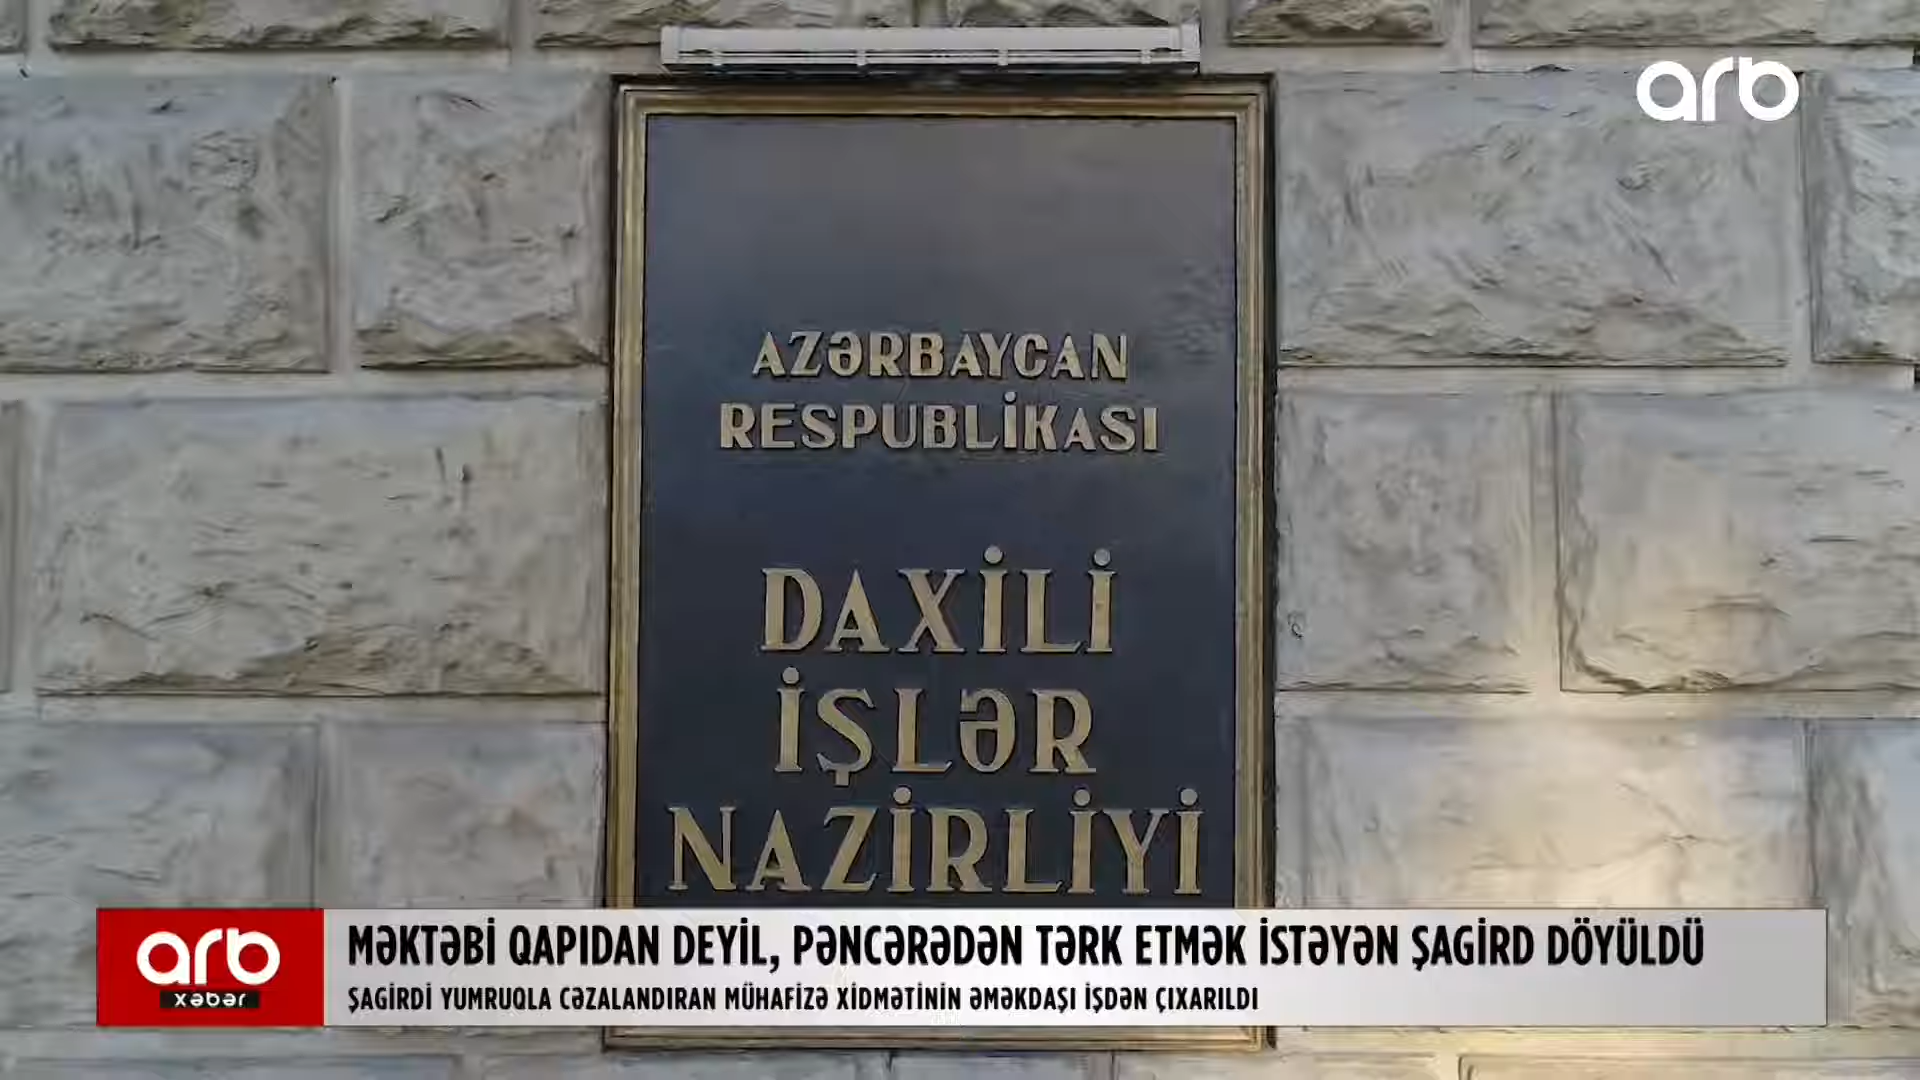 arb
AZƏRBAYCAN
RESPUBLİKASI
DAXİLİ
İŞLƏR
NAZİRLİYİ
arb
xəbər
MƏKTƏBİ QAPIDAN DEYİL, PƏNCƏRƏDƏN TƏRK ETMƏK İSTƏYƏN ŞAGİRD DÖYÜLDÜ
ŞAGİRDİ YUMRUQLA CƏZALANDIRAN MÜHAFİZƏ XİDMƏTİNİN ƏMƏKDAŞI İŞDƏN ÇIXARILDI